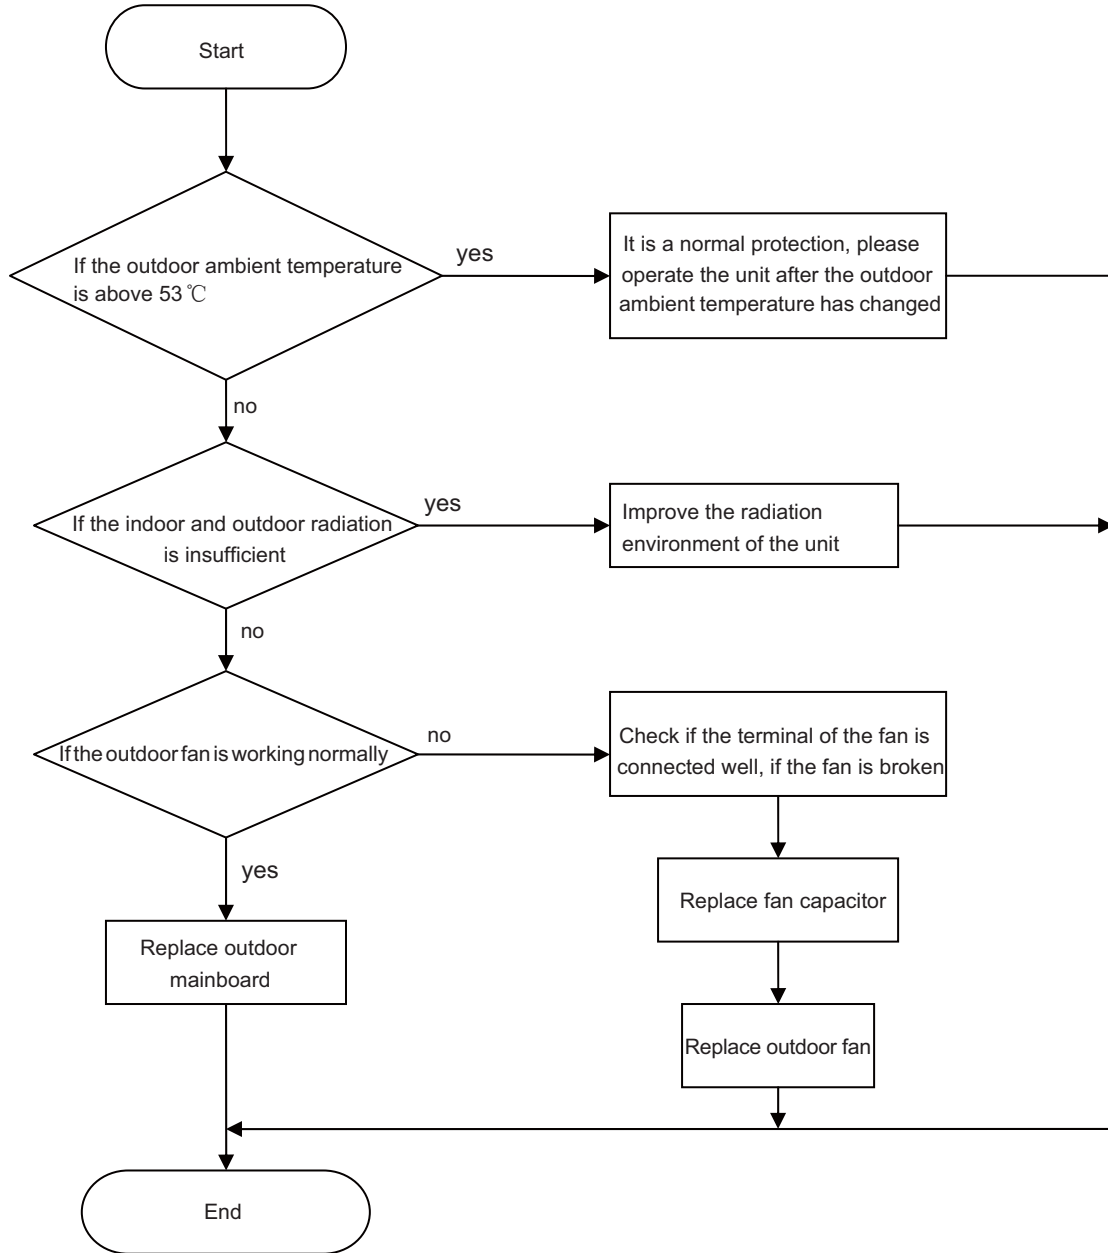 Start
If the outdoor ambient temperature
is above 53 ℃
yes
It is a normal protection, please
operate the unit after the outdoor
ambient temperature has changed
no
If the indoor and outdoor radiation
is insufficient
yes
Improve the radiation
environment of the unit
no
If the outdoor fan is working normally
no
Check if the terminal of the fan is
connected well, if the fan is broken
yes
Replace fan capacitor
Replace outdoor
mainboard
Replace outdoor fan
End